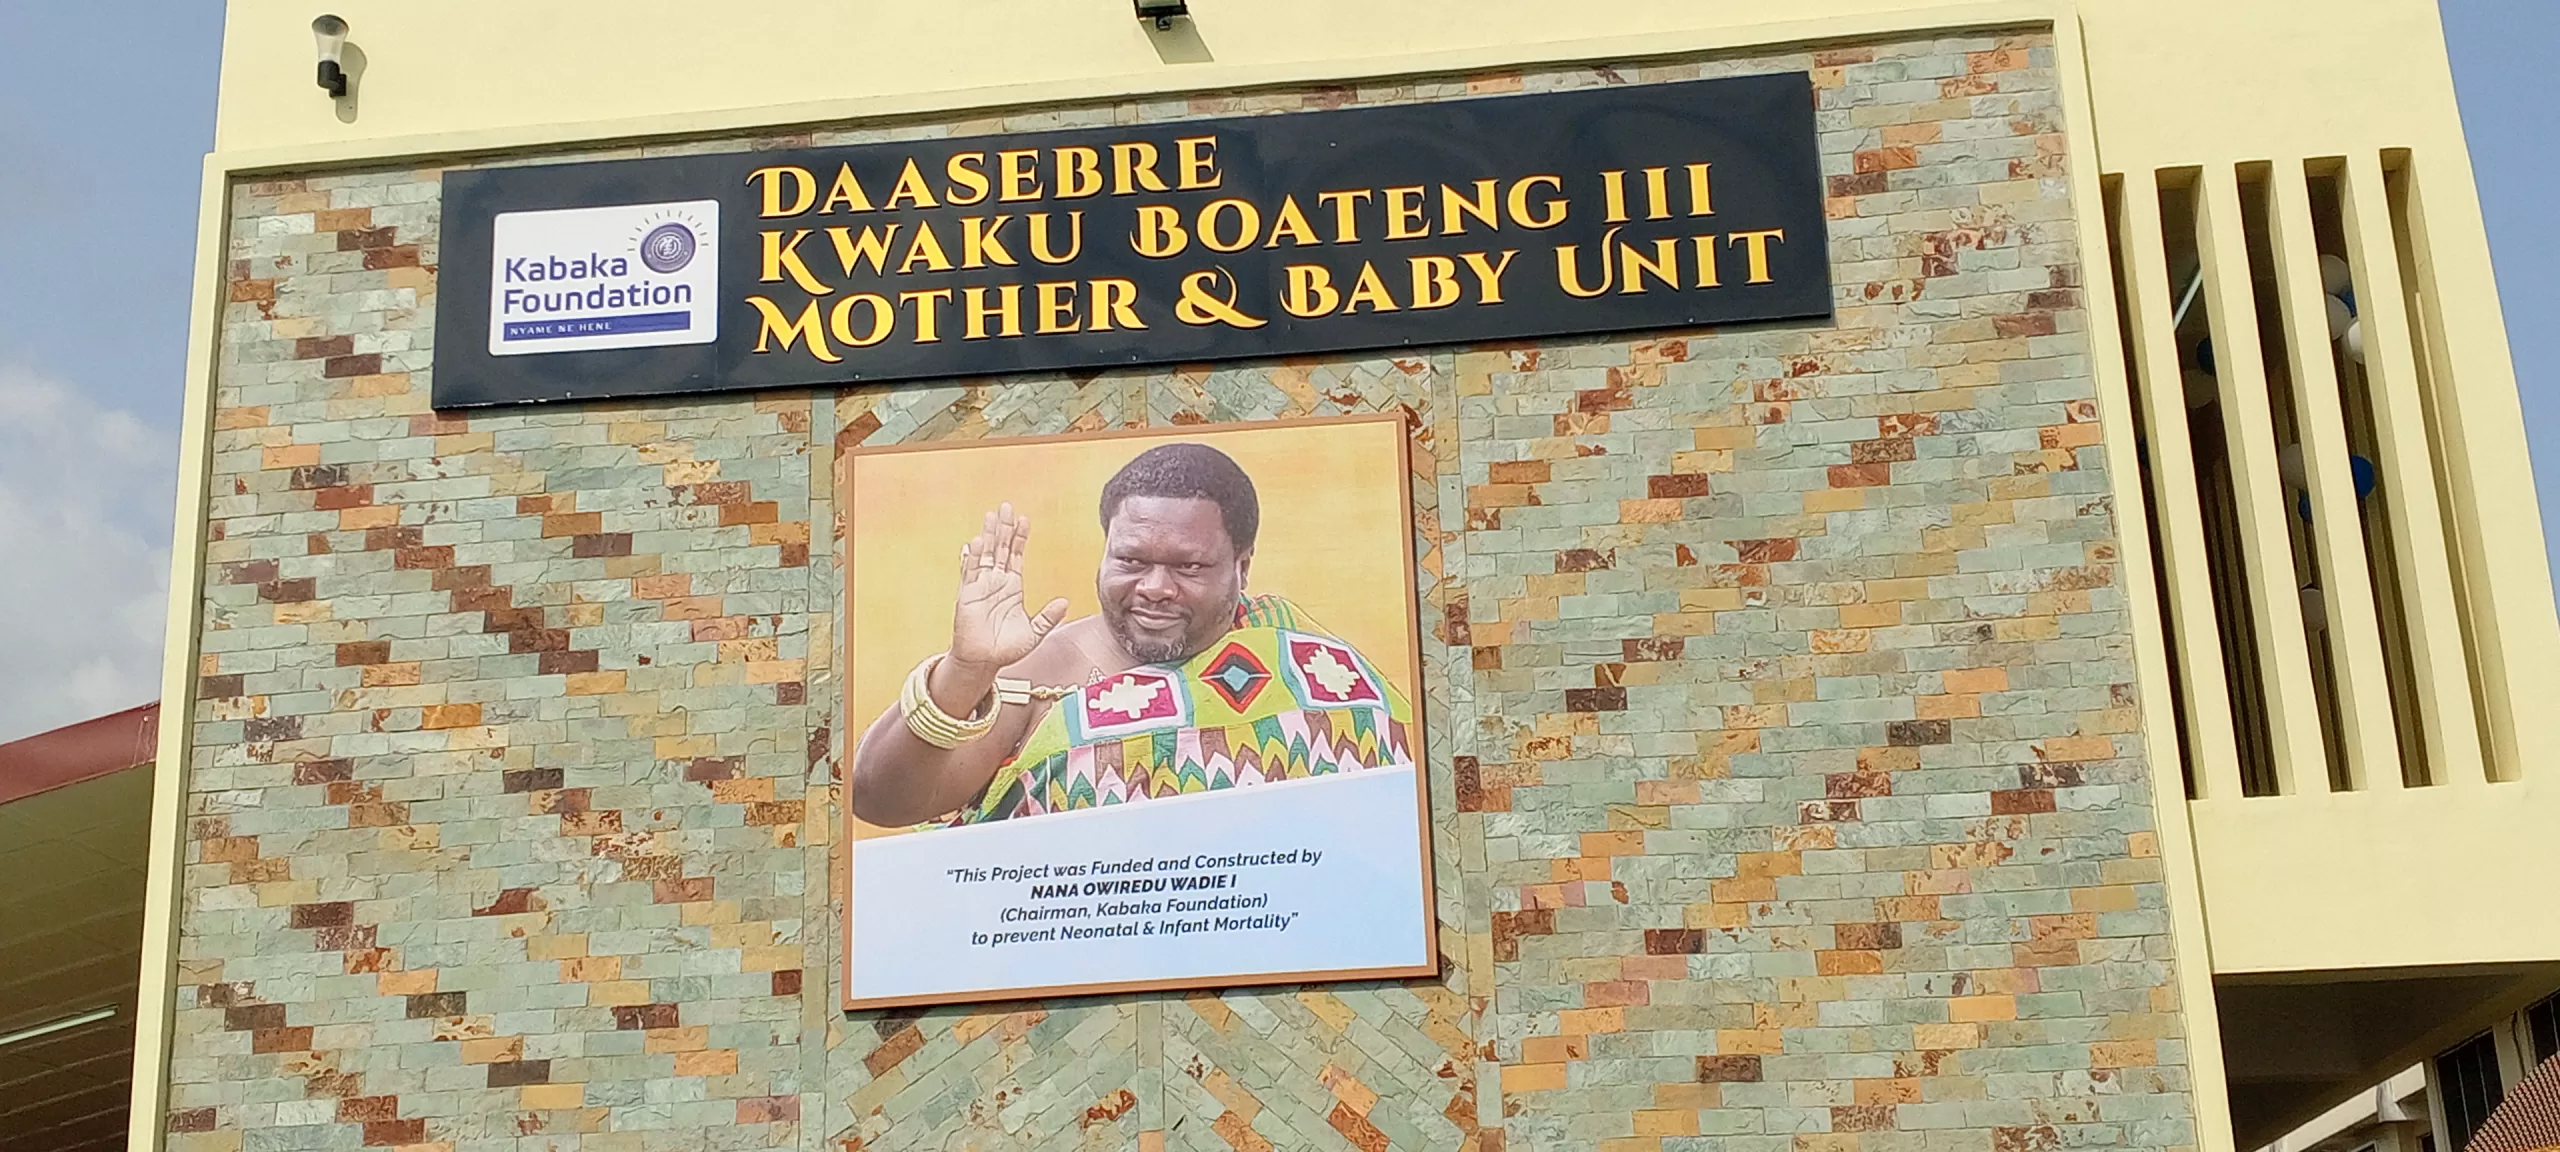 Kabaka
Foundation
NYAME NE HENE
DAASEBRE
KWAKU BOATENG III
MOTHER & BABY UNIT
"This Project was Funded and Constructed by
NANA OWIREDU WADIE I
(Chairman, Kabaka Foundation)
to prevent Neonatal & Infant Mortality"